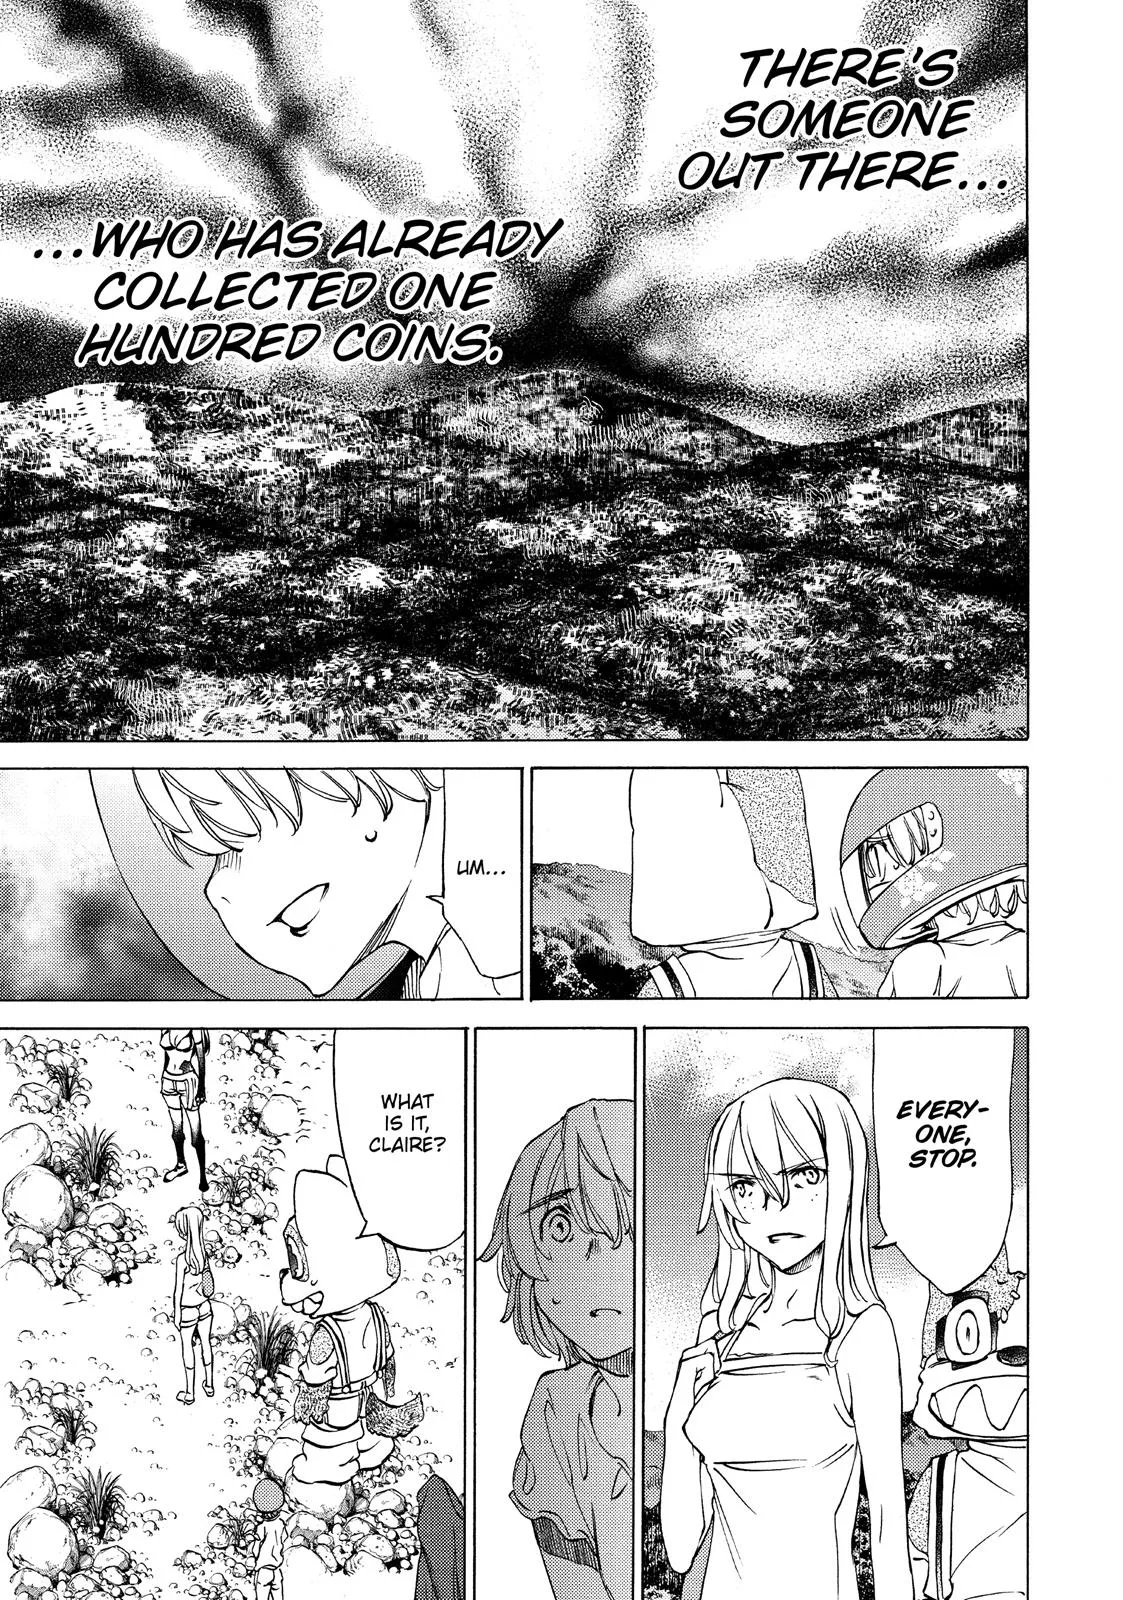 THERE'S
SOMEONE
OUT THERE...
...WHO HAS ALREADY
COLLECTED ONE
HUNDRED COINS.
UM...
EVERY-
ONE,
STOP.
WHAT
IS IT,
CLAIRE?